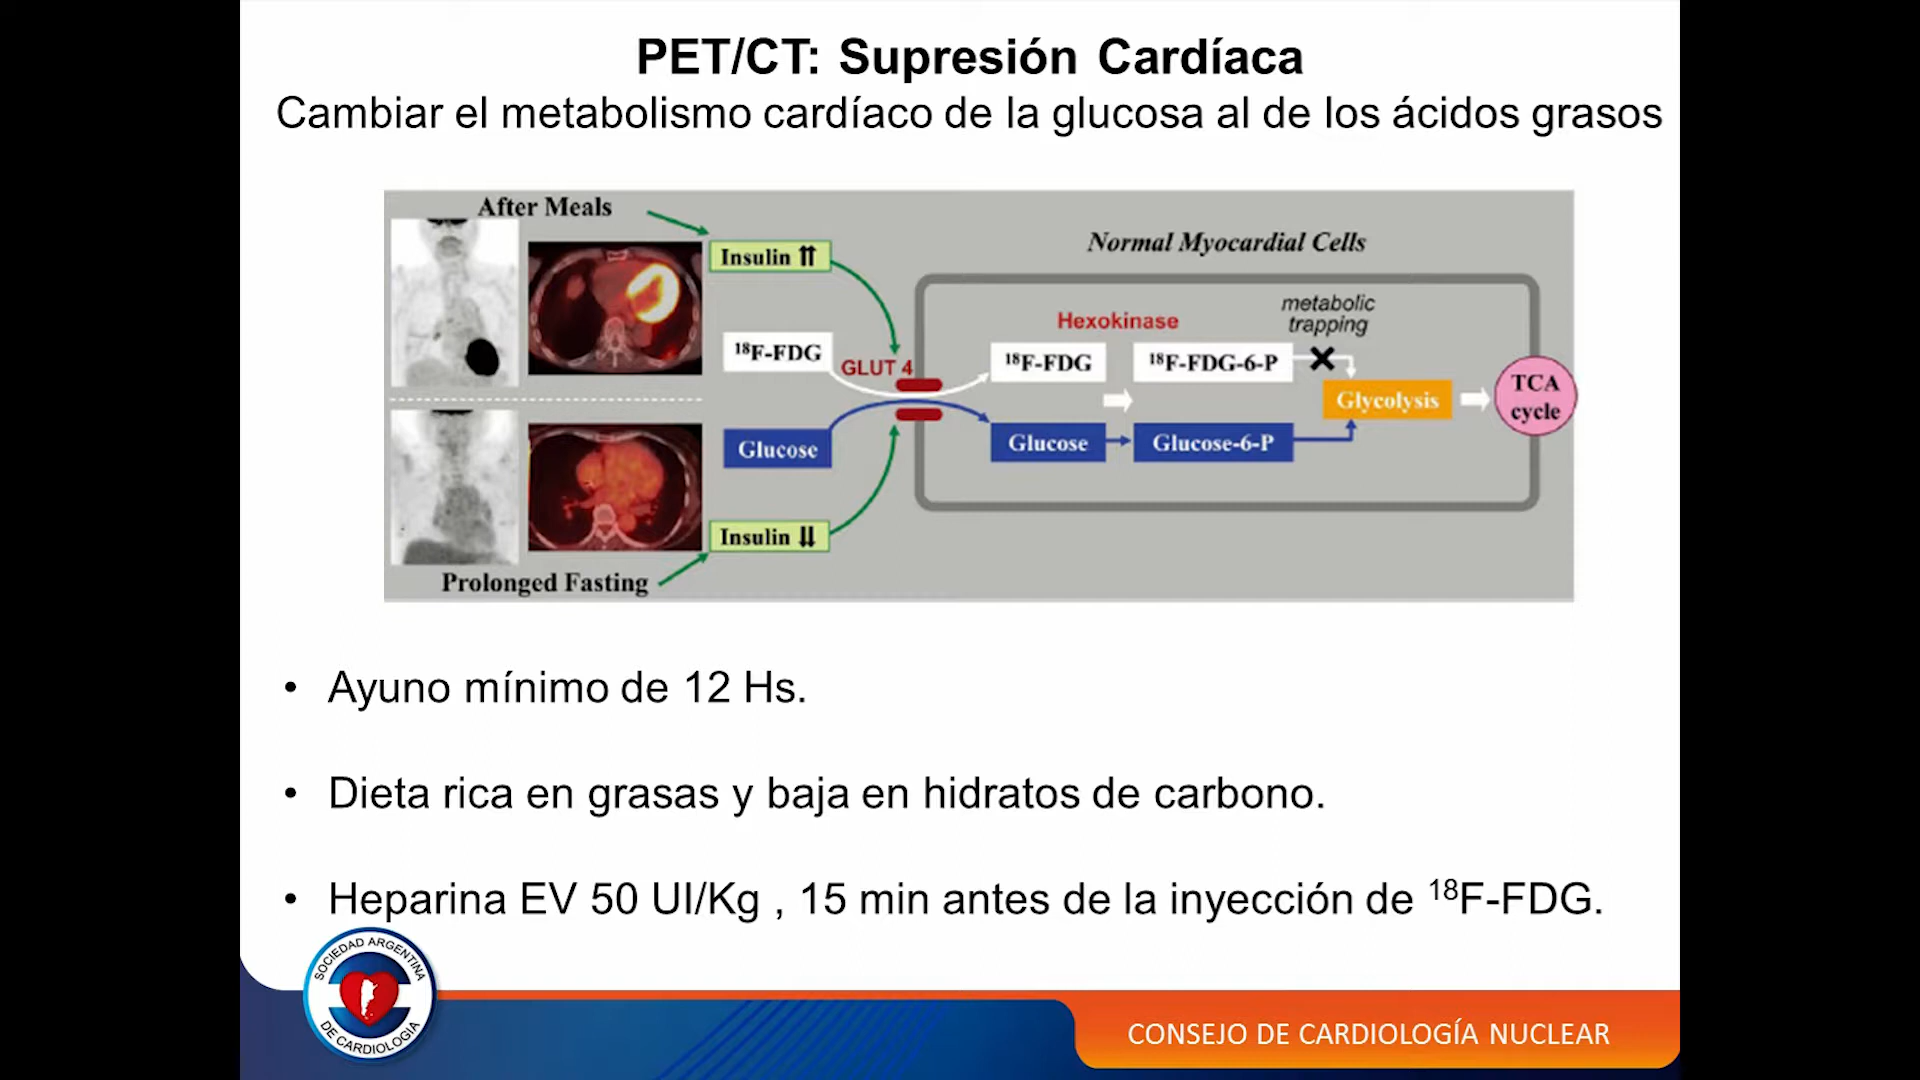 PET/CT: Supresión Cardíaca
Cambiar el metabolismo cardíaco de la glucosa al de los ácidos grasos
After Meals
Insulin ⇈
Normal Myocardial Cells
Hexokinase
metabolic
trapping
¹⁸F-FDG
GLUT 4
¹⁸F-FDG
¹⁸F-FDG-6-P
Glycolysis
TCA
cycle
Glucose
Glucose
Glucose-6-P
Insulin ⇊
Prolonged Fasting
• Ayuno mínimo de 12 Hs.
• Dieta rica en grasas y baja en hidratos de carbono.
• Heparina EV 50 UI/Kg , 15 min antes de la inyección de ¹⁸F-FDG.
SOCIEDAD ARGENTINA
DE CARDIOLOGÍA
CONSEJO DE CARDIOLOGÍA NUCLEAR